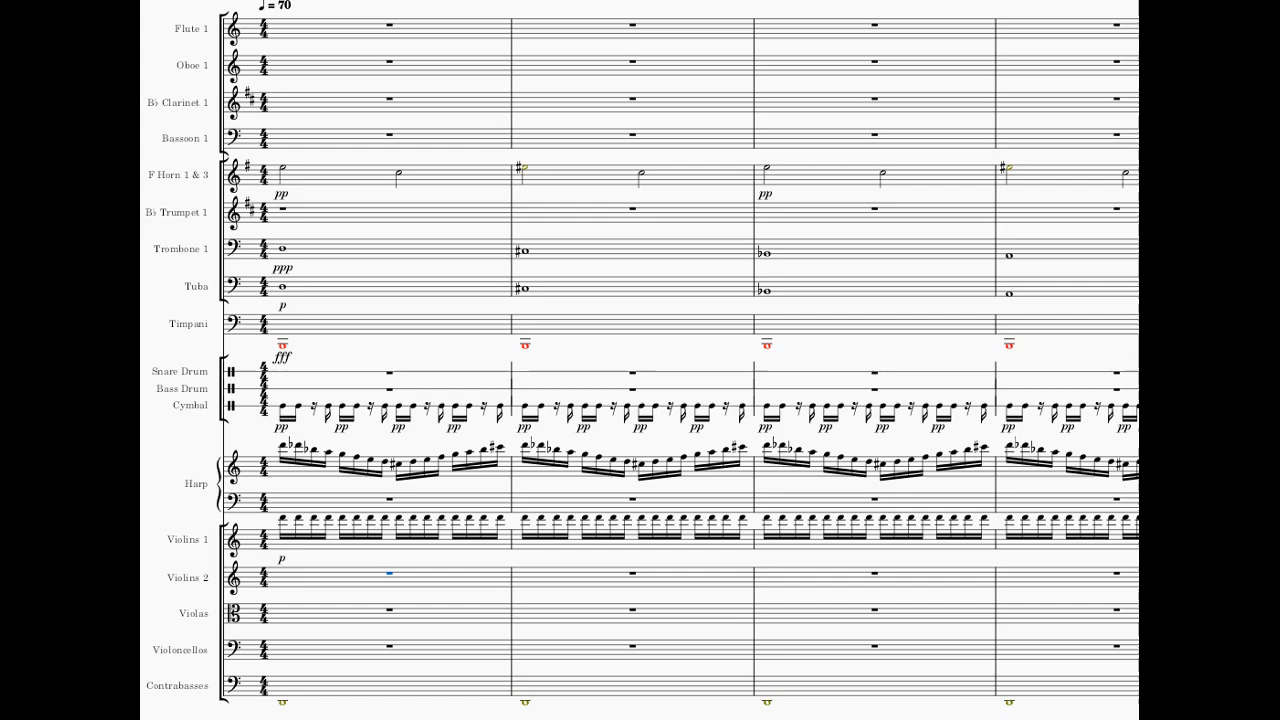 ♩ = 70
Flute 1
Oboe 1
B♭ Clarinet 1
Bassoon 1
F Horn 1 & 3
pp pp
B♭ Trumpet 1
Trombone 1
ppp
Tuba
p
Timpani
fff
Snare Drum
Bass Drum
Cymbal
pp pp pp pp pp pp pp pp pp pp pp pp pp pp pp
Harp
Violins 1
p
Violins 2
Violas
Violoncellos
Contrabasses